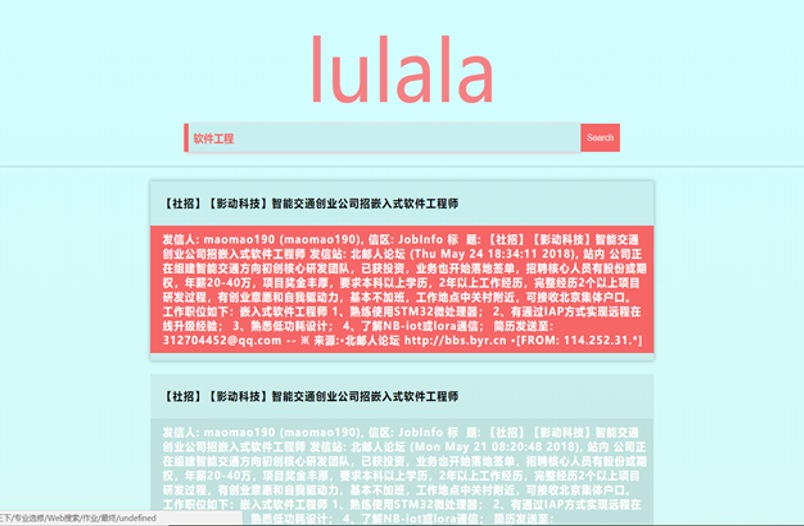 lulala
软件工程 Search
【社招】【影动科技】智能交通创业公司招嵌入式软件工程师
发信人: maomao190 (maomao190), 信区: JobInfo 标 题: 【社招】【影动科技】智能交通
创业公司招嵌入式软件工程师 发信站: 北邮人论坛 (Thu May 24 18:34:11 2018), 站内 公司正
在组建智能交通方向初创核心研发团队，已获投资，业务也开始落地签单，招聘核心人员有股份或期
权，年薪20-40万，项目奖金丰厚，要求本科以上学历，2年以上工作经历，完整经历2个以上项目
研发过程，有创业意愿和自我驱动力，基本不加班，工作地点中关村附近，可接收北京集体户口。
工作职位如下：嵌入式软件工程师 1、熟练使用STM32微处理器； 2、有通过IAP方式实现远程在
线升级经验； 3、熟悉低功耗设计； 4、了解NB-iot或lora通信； 简历发送至：
312704452@qq.com -- ※ 来源:·北邮人论坛 http://bbs.byr.cn ·[FROM: 114.252.31.*]
【社招】【影动科技】智能交通创业公司招嵌入式软件工程师
发信人: maomao190 (maomao190), 信区: JobInfo 标 题: 【社招】【影动科技】智能交通
创业公司招嵌入式软件工程师 发信站: 北邮人论坛 (Mon May 21 08:20:48 2018), 站内 公司正
在组建智能交通方向初创核心研发团队，已获投资，业务也开始落地签单，招聘核心人员有股份或期
权，年薪20-40万，项目奖金丰厚，要求本科以上学历，2年以上工作经历，完整经历2个以上项目
研发过程，有创业意愿和自我驱动力，基本不加班，工作地点中关村附近，可接收北京集体户口。
工作职位如下：嵌入式软件工程师 1、熟练使用STM32微处理器； 2、有通过IAP方式实现远程在
三下/专业选修/Web搜索/作业/最终/undefined 验； 3、熟悉低功耗设计； 4、了解NB-iot或lora通信； 简历发送至：